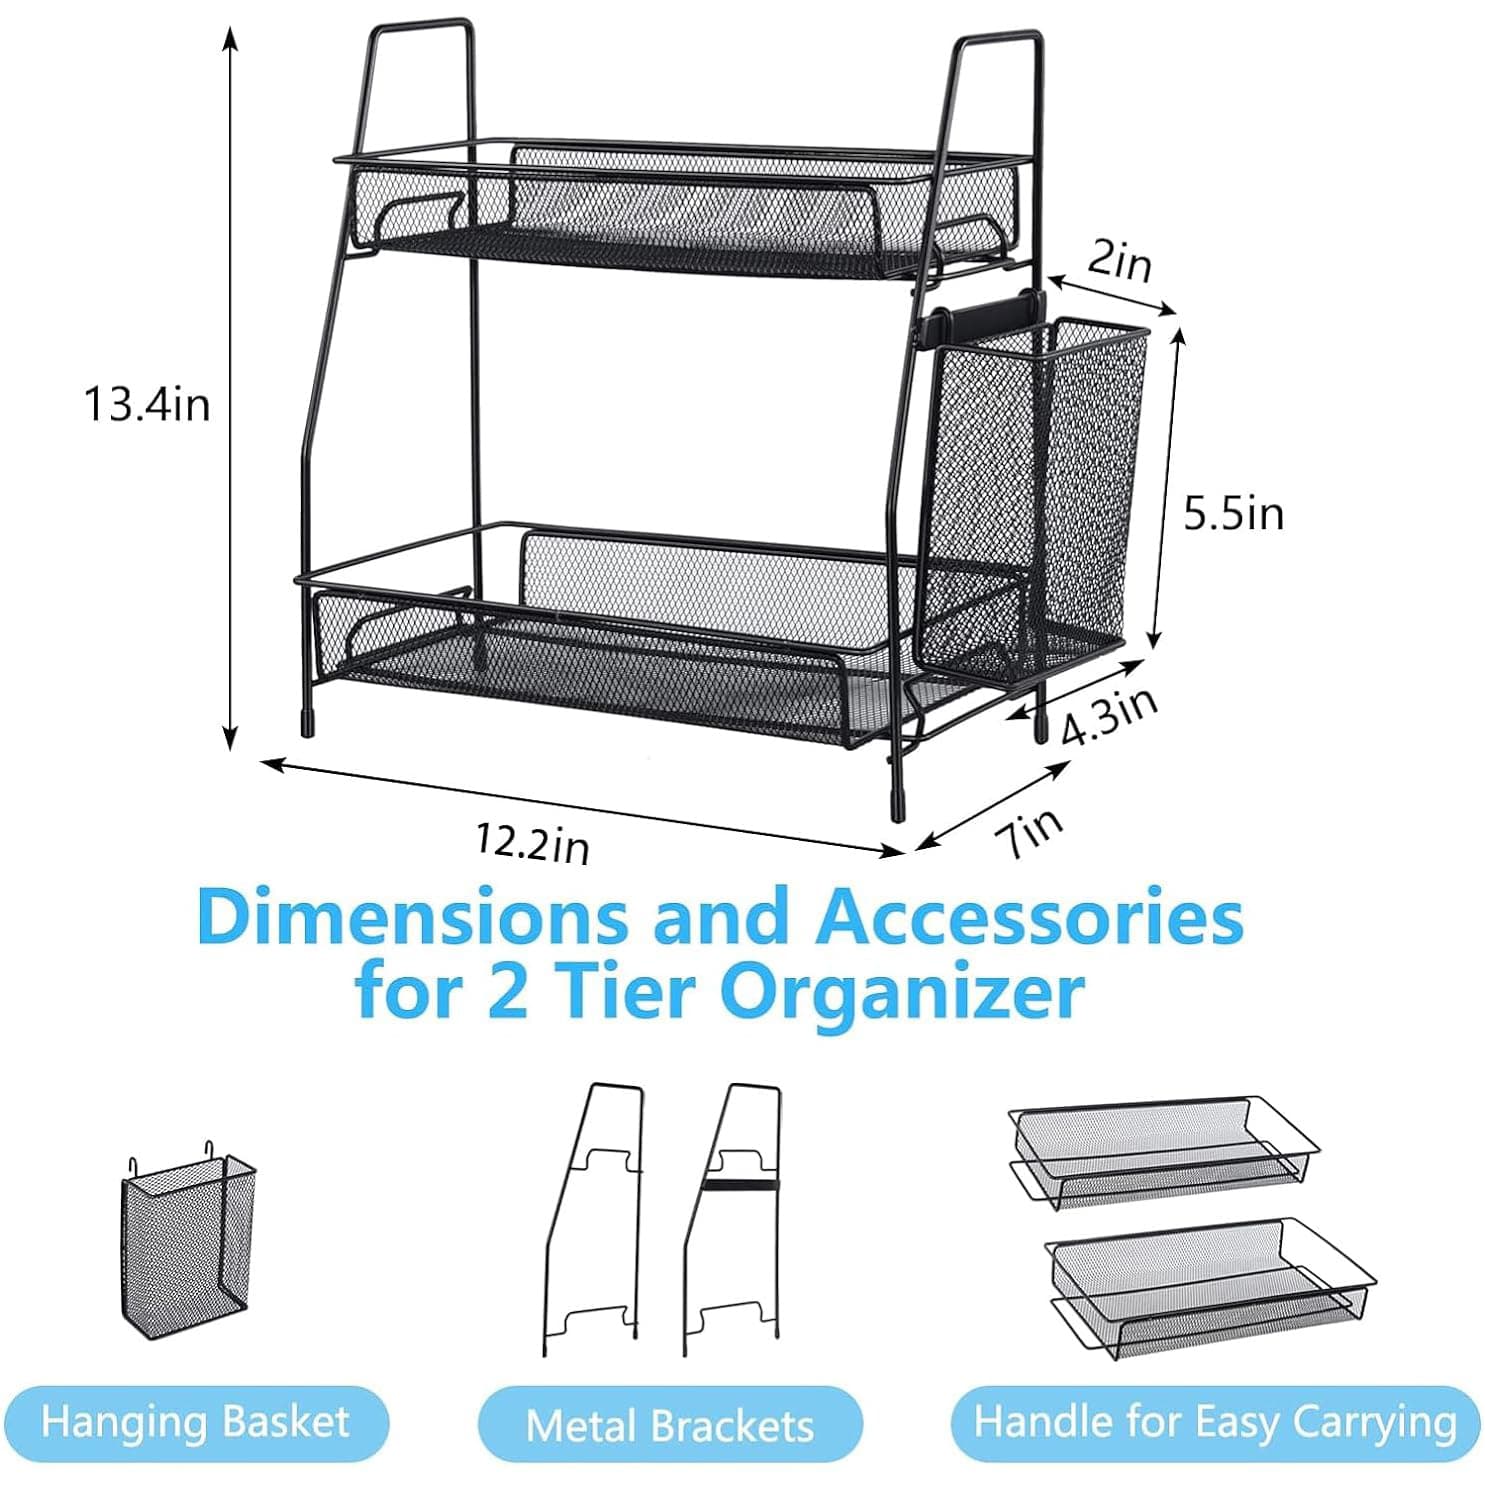 2in
13.4in
5.5in
4.3in
7in
12.2in
Dimensions and Accessories
for 2 Tier Organizer
Hanging Basket
Metal Brackets
Handle for Easy Carrying